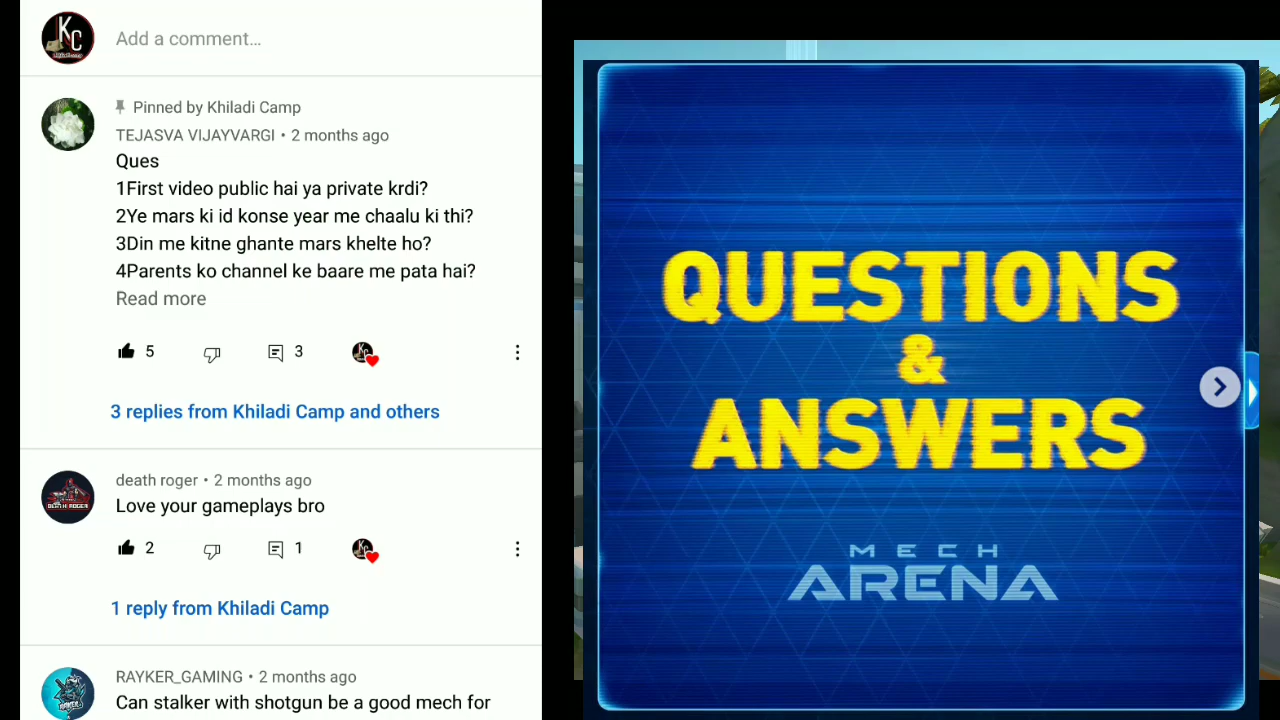 Add a comment...
Pinned by Khiladi Camp
TEJASVA VIJAYVARGI • 2 months ago
Ques
1First video public hai ya private krdi?
2Ye mars ki id konse year me chaalu ki thi?
3Din me kitne ghante mars khelte ho?
4Parents ko channel ke baare me pata hai?
Read more
5
3
3 replies from Khiladi Camp and others
death roger • 2 months ago
Love your gameplays bro
2
1
1 reply from Khiladi Camp
RAYKER_GAMING • 2 months ago
Can stalker with shotgun be a good mech for
QUESTIONS
&
ANSWERS
MECH
ARENA
KC